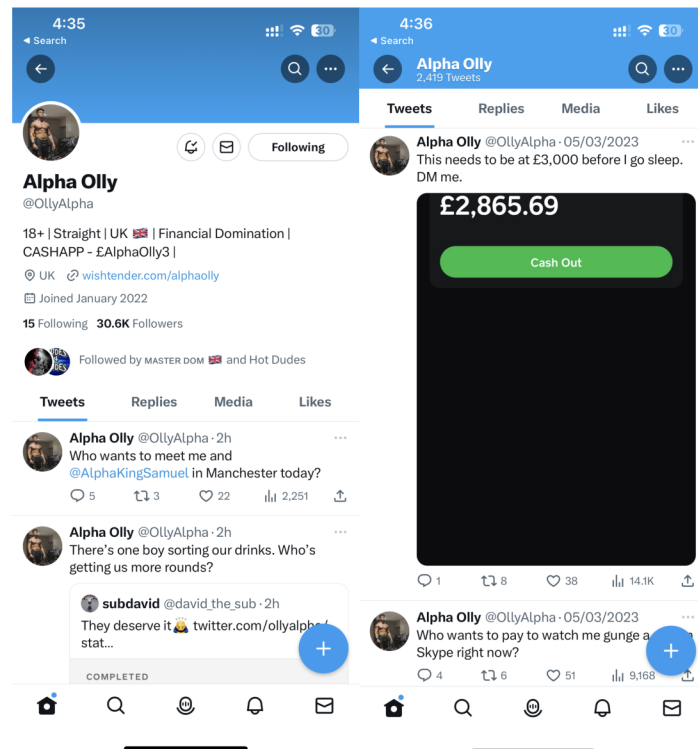 4:35
30
◄ Search
Following
Alpha Olly
@OllyAlpha
18+ | Straight | UK 🇬🇧 | Financial Domination |
CASHAPP - £AlphaOlly3 |
UK wishtender.com/alphaolly
Joined January 2022
15 Following 30.6K Followers
Followed by ᴍᴀsᴛᴇʀ ᴅᴏᴍ 🇬🇧 and Hot Dudes
Tweets Replies Media Likes
Alpha Olly @OllyAlpha · 2h
Who wants to meet me and
@AlphaKingSamuel in Manchester today?
5 3 22 2,251
Alpha Olly @OllyAlpha · 2h
There's one boy sorting our drinks. Who's
getting us more rounds?
subdavid @david_the_sub · 2h
They deserve it🙇 twitter.com/ollyalpha/
stat...
COMPLETED
4:36
30
◄ Search
Alpha Olly
2,419 Tweets
Tweets Replies Media Likes
Alpha Olly @OllyAlpha · 05/03/2023
This needs to be at £3,000 before I go sleep.
DM me.
£2,865.69
Cash Out
1 8 38 14.1K
Alpha Olly @OllyAlpha · 05/03/2023
Who wants to pay to watch me gunge a
Skype right now?
4 6 51 9,168